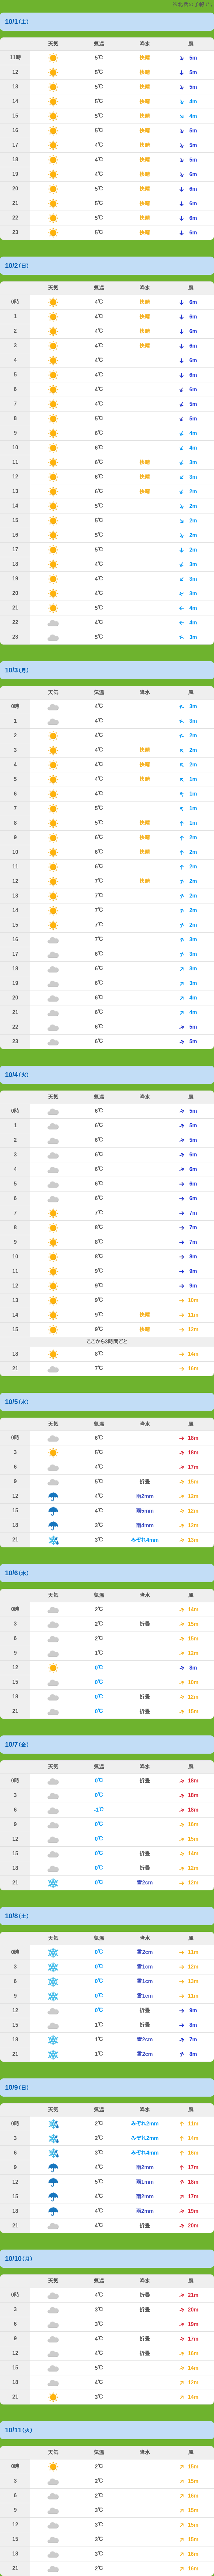 10/1(土)
天気 気温 降水 風
11時 5℃ 快晴 5m
12 5℃ 快晴 5m
13 5℃ 快晴 5m
14 5℃ 快晴 4m
15 5℃ 快晴 4m
16 5℃ 快晴 5m
17 4℃ 快晴 5m
18 4℃ 快晴 5m
19 4℃ 快晴 6m
20 5℃ 快晴 6m
21 5℃ 快晴 6m
22 5℃ 快晴 6m
23 5℃ 快晴 6m
10/2(日)
天気 気温 降水 風
0時 4℃ 快晴 6m
1 4℃ 快晴 6m
2 4℃ 快晴 6m
3 4℃ 快晴 6m
4 4℃ 6m
5 4℃ 6m
6 4℃ 6m
7 4℃ 5m
8 5℃ 5m
9 6℃ 4m
10 6℃ 4m
11 6℃ 快晴 3m
12 6℃ 快晴 3m
13 6℃ 快晴 2m
14 5℃ 2m
15 5℃ 2m
16 5℃ 2m
17 5℃ 2m
18 4℃ 3m
19 4℃ 3m
20 4℃ 3m
21 5℃ 4m
22 4℃ 4m
23 5℃ 3m
10/3(月)
天気 気温 降水 風
0時 4℃ 3m
1 4℃ 3m
2 4℃ 2m
3 4℃ 快晴 2m
4 4℃ 快晴 2m
5 4℃ 快晴 1m
6 4℃ 1m
7 5℃ 1m
8 5℃ 快晴 1m
9 6℃ 快晴 2m
10 6℃ 快晴 2m
11 6℃ 2m
12 7℃ 快晴 2m
13 7℃ 2m
14 7℃ 2m
15 7℃ 2m
16 7℃ 3m
17 6℃ 3m
18 6℃ 3m
19 6℃ 3m
20 6℃ 4m
21 6℃ 4m
22 6℃ 5m
23 6℃ 5m
10/4(火)
天気 気温 降水 風
0時 6℃ 5m
1 6℃ 5m
2 6℃ 5m
3 6℃ 6m
4 6℃ 6m
5 6℃ 6m
6 6℃ 6m
7 7℃ 7m
8 8℃ 7m
9 8℃ 7m
10 8℃ 8m
11 9℃ 9m
12 9℃ 9m
13 9℃ 10m
14 9℃ 快晴 11m
15 9℃ 快晴 12m
ここから3時間ごと
18 8℃ 14m
21 7℃ 16m
10/5(水)
天気 気温 降水 風
0時 6℃ 18m
3 5℃ 18m
6 4℃ 17m
9 5℃ 折畳 15m
12 4℃ 雨2mm 12m
15 4℃ 雨5mm 12m
18 3℃ 雨4mm 12m
21 3℃ みぞれ4mm 13m
10/6(木)
天気 気温 降水 風
0時 2℃ 14m
3 2℃ 折畳 15m
6 2℃ 15m
9 1℃ 12m
12 0℃ 8m
15 0℃ 10m
18 0℃ 折畳 12m
21 0℃ 折畳 15m
10/7(金)
天気 気温 降水 風
0時 0℃ 折畳 18m
3 0℃ 18m
6 -1℃ 18m
9 0℃ 16m
12 0℃ 15m
15 0℃ 折畳 14m
18 0℃ 折畳 12m
21 0℃ 雪2cm 12m
10/8(土)
天気 気温 降水 風
0時 0℃ 雪2cm 11m
3 0℃ 雪1cm 12m
6 0℃ 雪1cm 13m
9 0℃ 雪1cm 11m
12 0℃ 折畳 9m
15 1℃ 折畳 8m
18 1℃ 雪2cm 7m
21 1℃ 雪2cm 8m
10/9(日)
天気 気温 降水 風
0時 2℃ みぞれ2mm 11m
3 2℃ みぞれ2mm 14m
6 3℃ みぞれ4mm 16m
9 4℃ 雨2mm 17m
12 5℃ 雨1mm 18m
15 4℃ 雨2mm 17m
18 4℃ 雨2mm 19m
21 4℃ 折畳 20m
10/10(月)
天気 気温 降水 風
0時 4℃ 折畳 21m
3 3℃ 折畳 20m
6 3℃ 19m
9 4℃ 折畳 17m
12 4℃ 折畳 16m
15 5℃ 14m
18 4℃ 12m
21 3℃ 14m
10/11(火)
天気 気温 降水 風
0時 2℃ 15m
3 2℃ 15m
6 2℃ 16m
9 3℃ 15m
12 3℃ 15m
15 3℃ 15m
18 3℃ 16m
21 2℃ 16m